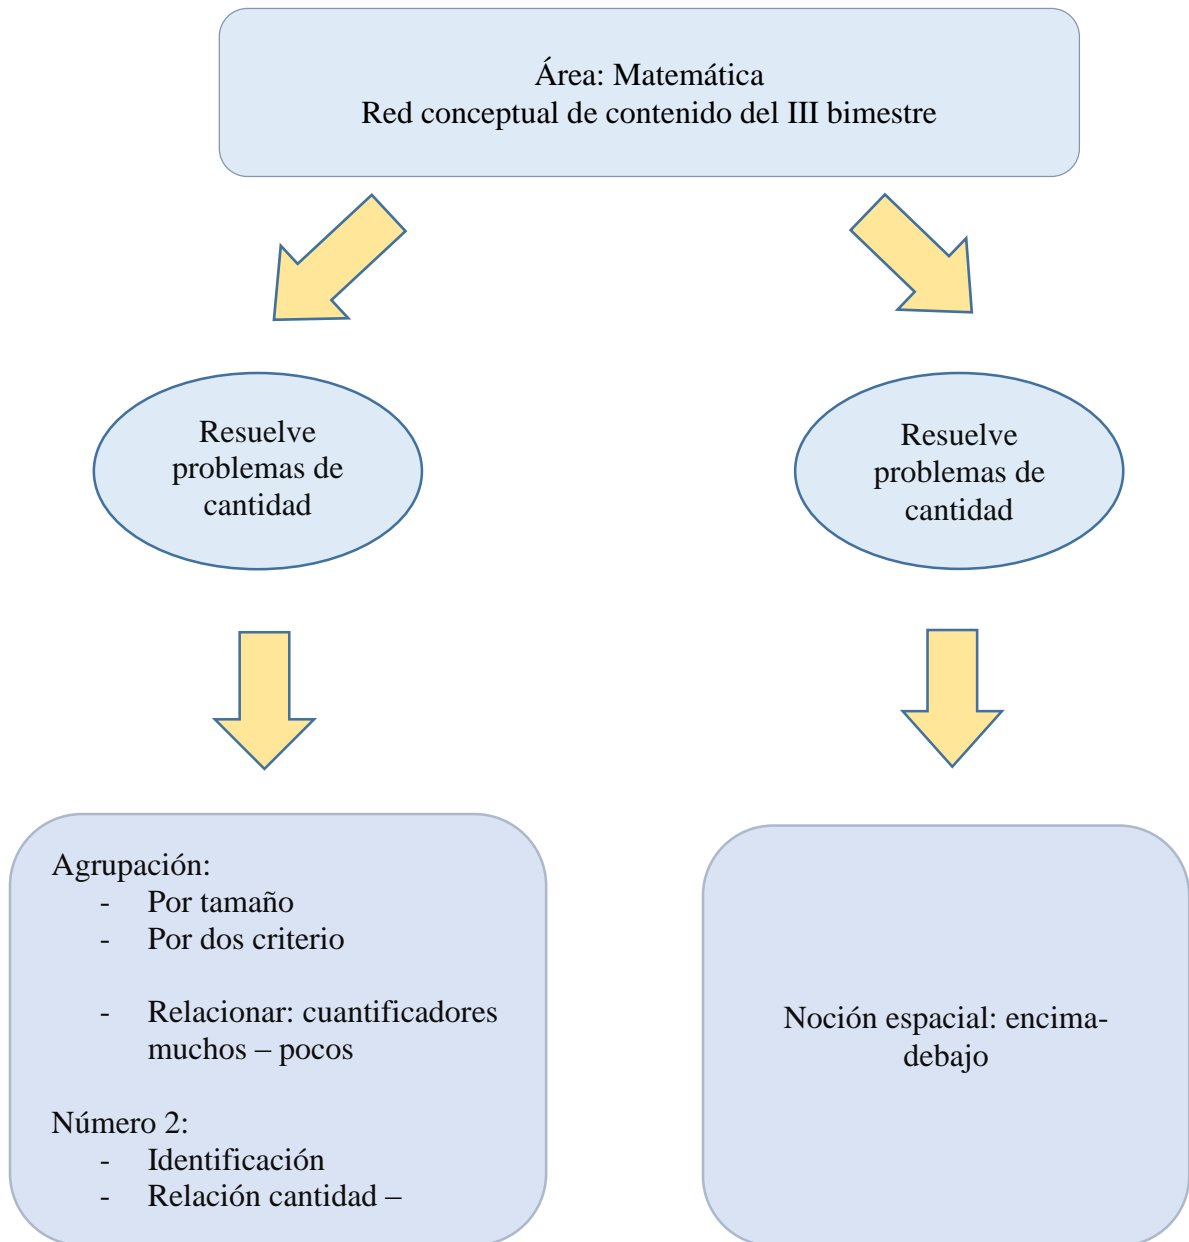 Área: Matemática
Red conceptual de contenido del III bimestre
Resuelve
problemas de
cantidad
Resuelve
problemas de
cantidad
Agrupación:
- Por tamaño
- Por dos criterio
- Relacionar: cuantificadores
muchos – pocos
Número 2:
- Identificación
- Relación cantidad –
Noción espacial: encima-
debajo